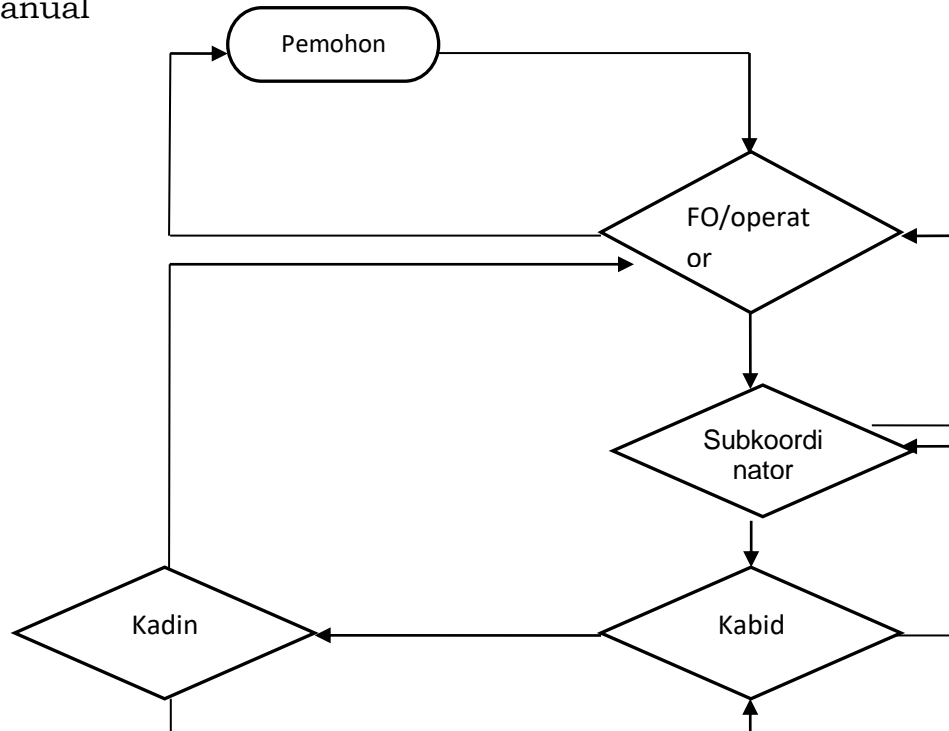 anual
Pemohon
FO/operat
or
Subkoordi
nator
Kadin
Kabid